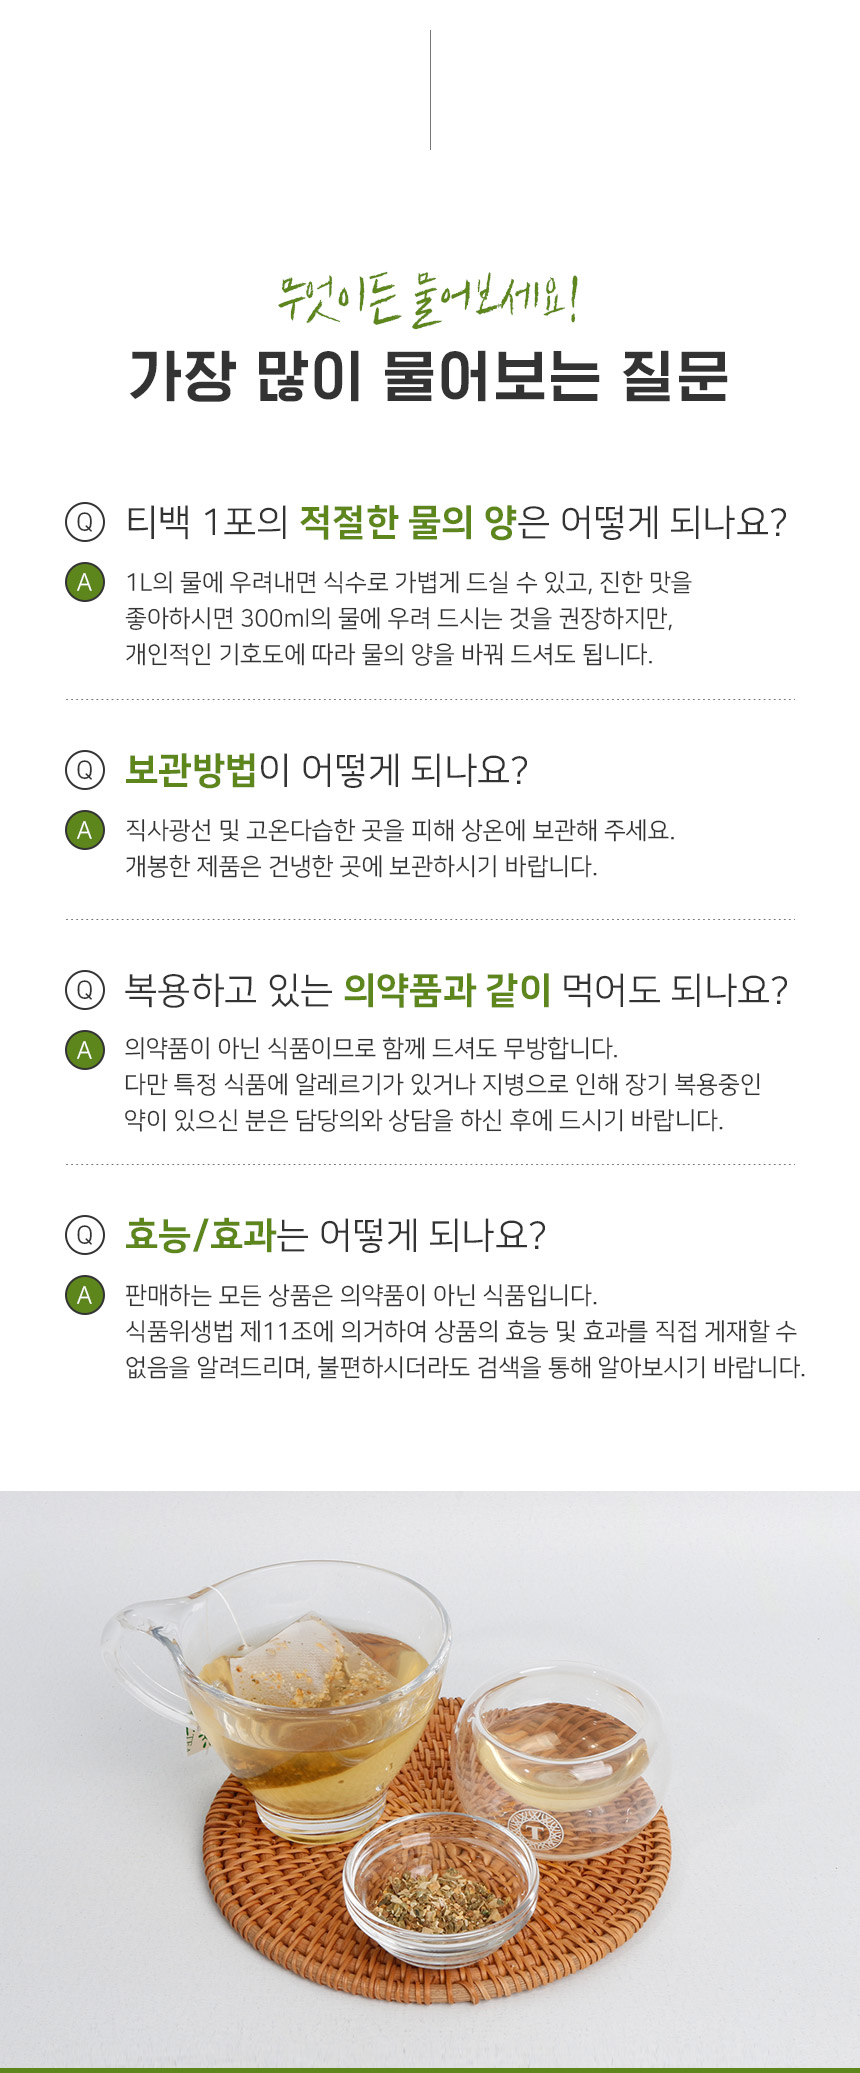 무엇이든 물어보세요!
가장 많이 물어보는 질문
Q 티백 1포의 적절한 물의 양은 어떻게 되나요?
A 1L의 물에 우려내면 식수로 가볍게 드실 수 있고, 진한 맛을
좋아하시면 300ml의 물에 우려 드시는 것을 권장하지만,
개인적인 기호도에 따라 물의 양을 바꿔 드셔도 됩니다.
Q 보관방법이 어떻게 되나요?
A 직사광선 및 고온다습한 곳을 피해 상온에 보관해 주세요.
개봉한 제품은 건냉한 곳에 보관하시기 바랍니다.
Q 복용하고 있는 의약품과 같이 먹어도 되나요?
A 의약품이 아닌 식품이므로 함께 드셔도 무방합니다.
다만 특정 식품에 알레르기가 있거나 지병으로 인해 장기 복용중인
약이 있으신 분은 담당의와 상담을 하신 후에 드시기 바랍니다.
Q 효능/효과는 어떻게 되나요?
A 판매하는 모든 상품은 의약품이 아닌 식품입니다.
식품위생법 제11조에 의거하여 상품의 효능 및 효과를 직접 게재할 수
없음을 알려드리며, 불편하시더라도 검색을 통해 알아보시기 바랍니다.
T